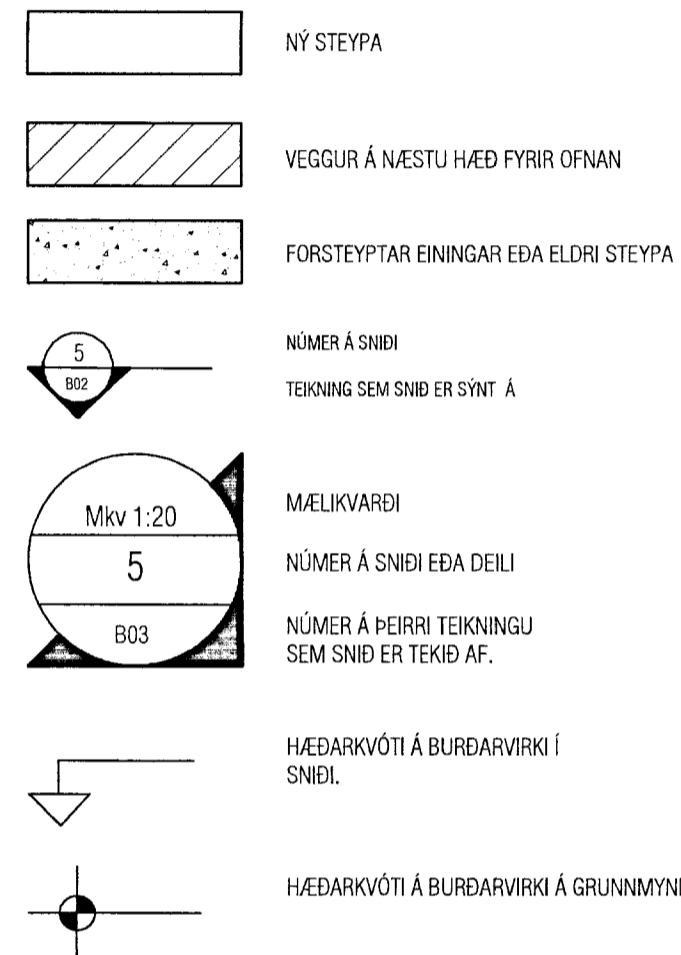 NÝ STEYPA
VEGGUR Á NÆSTU HÆÐ FYRIR OFNAN
FORSTEYPTAR EININGAR EÐA ELDRI STEYPA
5
B02
NÚMER Á SNIÐI
TEIKNING SEM SNIÐ ER SÝNT Á
Mkv 1:20
5
B03
MÆLIKVARÐI
NÚMER Á SNIÐI EÐA DEILI
NÚMER Á ÞEIRRI TEIKNINGU
SEM SNIÐ ER TEKIÐ AF.
HÆÐARKVÓTI Á BURÐARVIRKI Í
SNIÐI.
HÆÐARKVÓTI Á BURÐARVIRKI Á